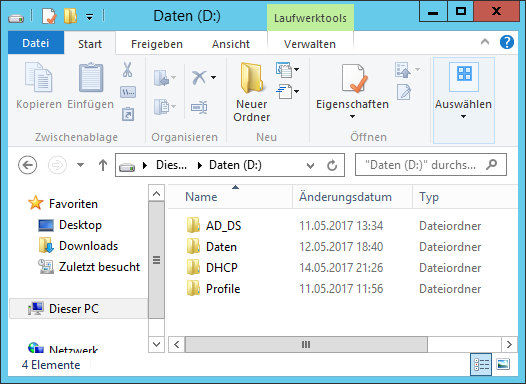 Daten (D:)
Laufwerktools
Datei Start Freigeben Ansicht Verwalten
Kopieren Einfügen Neuer Ordner Eigenschaften Auswählen
Zwischenablage Organisieren Neu Öffnen
Dies... Daten (D:) "Daten (D:)" durchs...
Name Änderungsdatum Typ
Favoriten
Desktop
Downloads
Zuletzt besucht
Dieser PC
Netzwerk
AD_DS 11.05.2017 13:34 Dateiordner
Daten 12.05.2017 18:40 Dateiordner
DHCP 14.05.2017 21:26 Dateiordner
Profile 11.05.2017 11:56 Dateiordner
4 Elemente